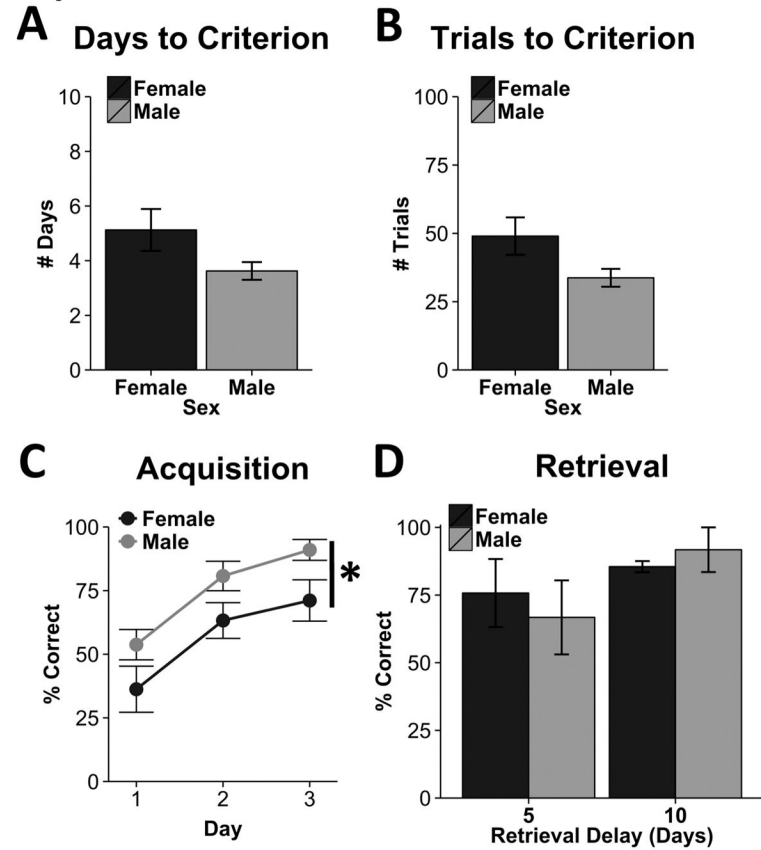 A Days to Criterion
Female
Male
10
8
6
4
2
0
# Days
Female Male
Sex
B Trials to Criterion
Female
Male
100
75
50
25
0
# Trials
Female Male
Sex
C Acquisition
Female
Male
100
75
50
25
0
% Correct
*
1 2 3
Day
D Retrieval
Female
Male
100
75
50
25
0
% Correct
5 10
Retrieval Delay (Days)